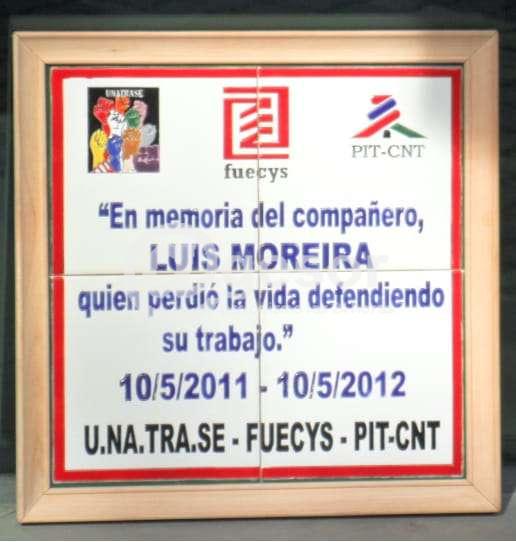 UNATRASE
fuecys
PIT-CNT
“En memoria del compañero,
LUIS MOREIRA
quien perdió la vida defendiendo
su trabajo.”
10/5/2011 - 10/5/2012
U.NA.TRA.SE - FUECYS - PIT-CNT